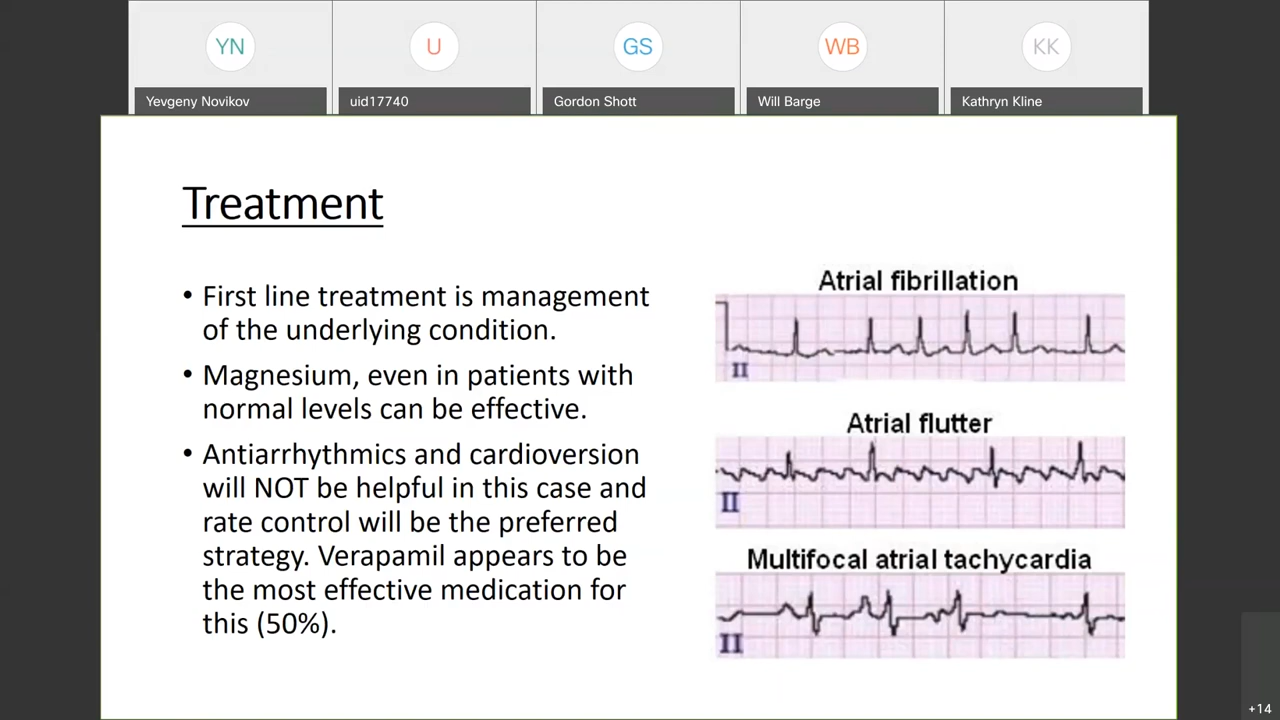 YN
U
GS
WB
KK
Yevgeny Novikov
uid17740
Gordon Shott
Will Barge
Kathryn Kline
Treatment
• First line treatment is management
of the underlying condition.
• Magnesium, even in patients with
normal levels can be effective.
• Antiarrhythmics and cardioversion
will NOT be helpful in this case and
rate control will be the preferred
strategy. Verapamil appears to be
the most effective medication for
this (50%).
Atrial fibrillation
II
Atrial flutter
II
Multifocal atrial tachycardia
II
+14